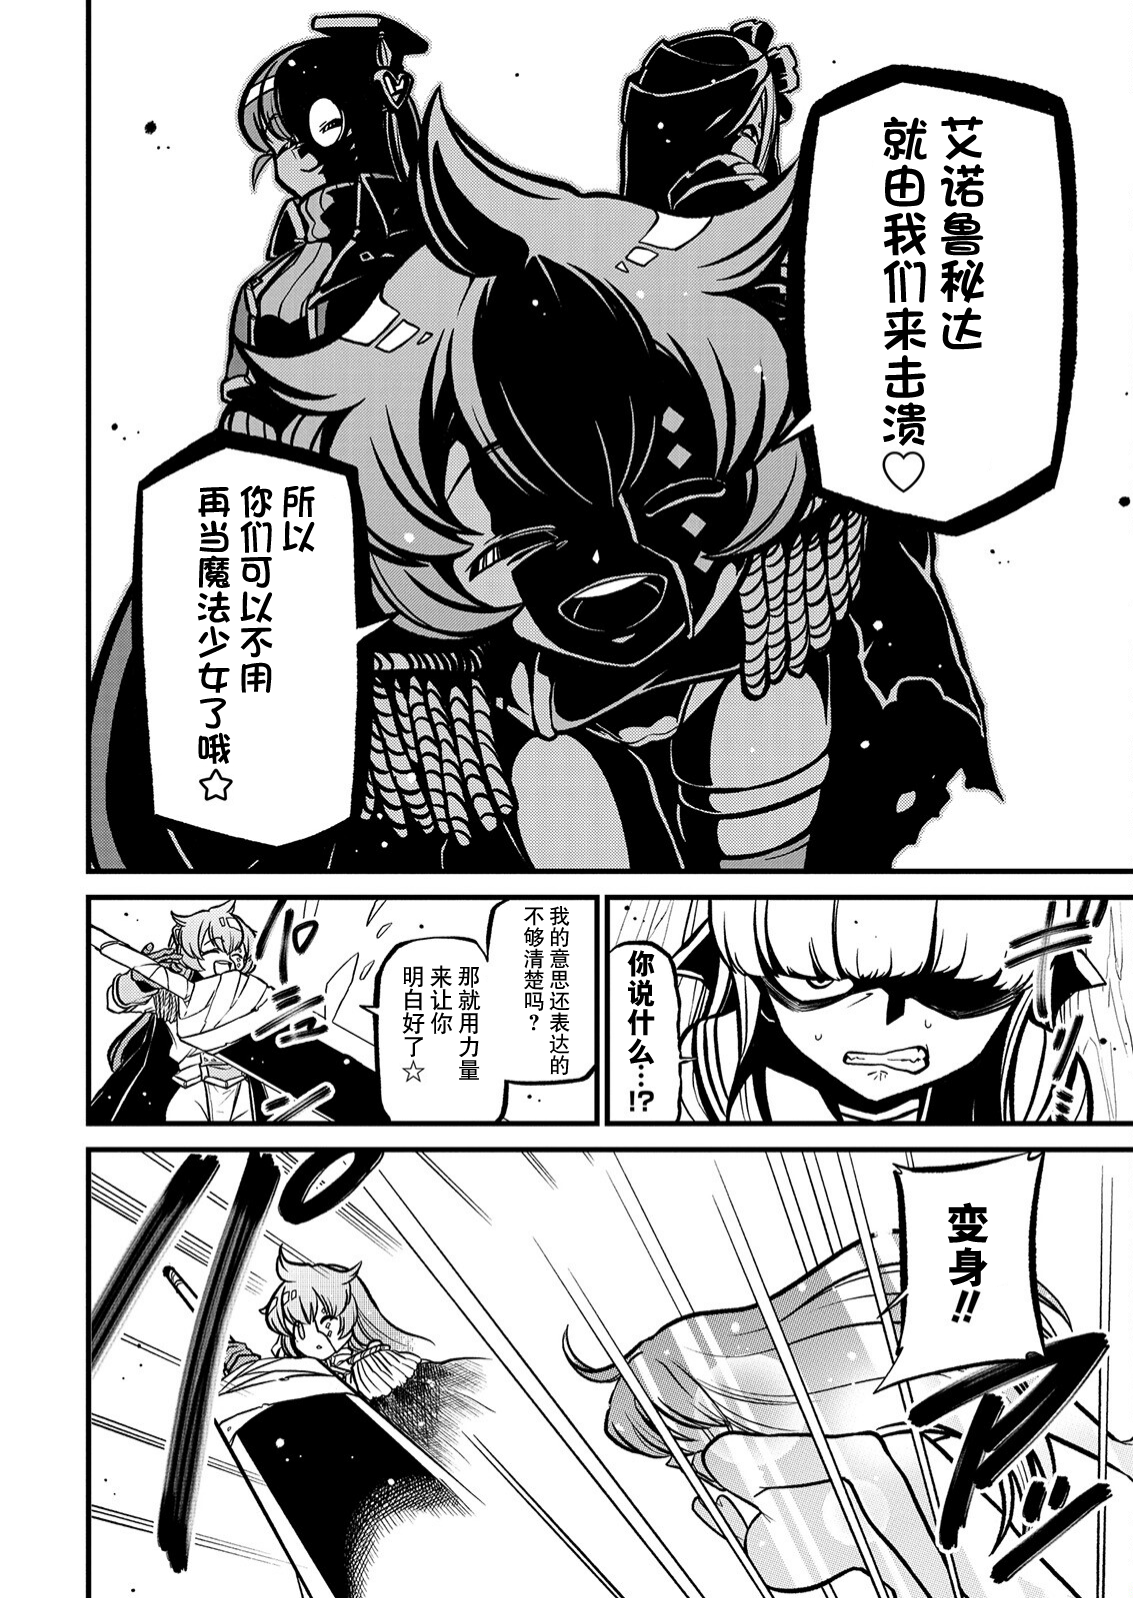 艾诺鲁秘达
就由我们来击溃♡
所以
你们可以不用
再当魔法少女了哦☆
你说什么…!?
我的意思还表达的
不够清楚吗？
那就用力量
来让你
明白好了☆
变身!!